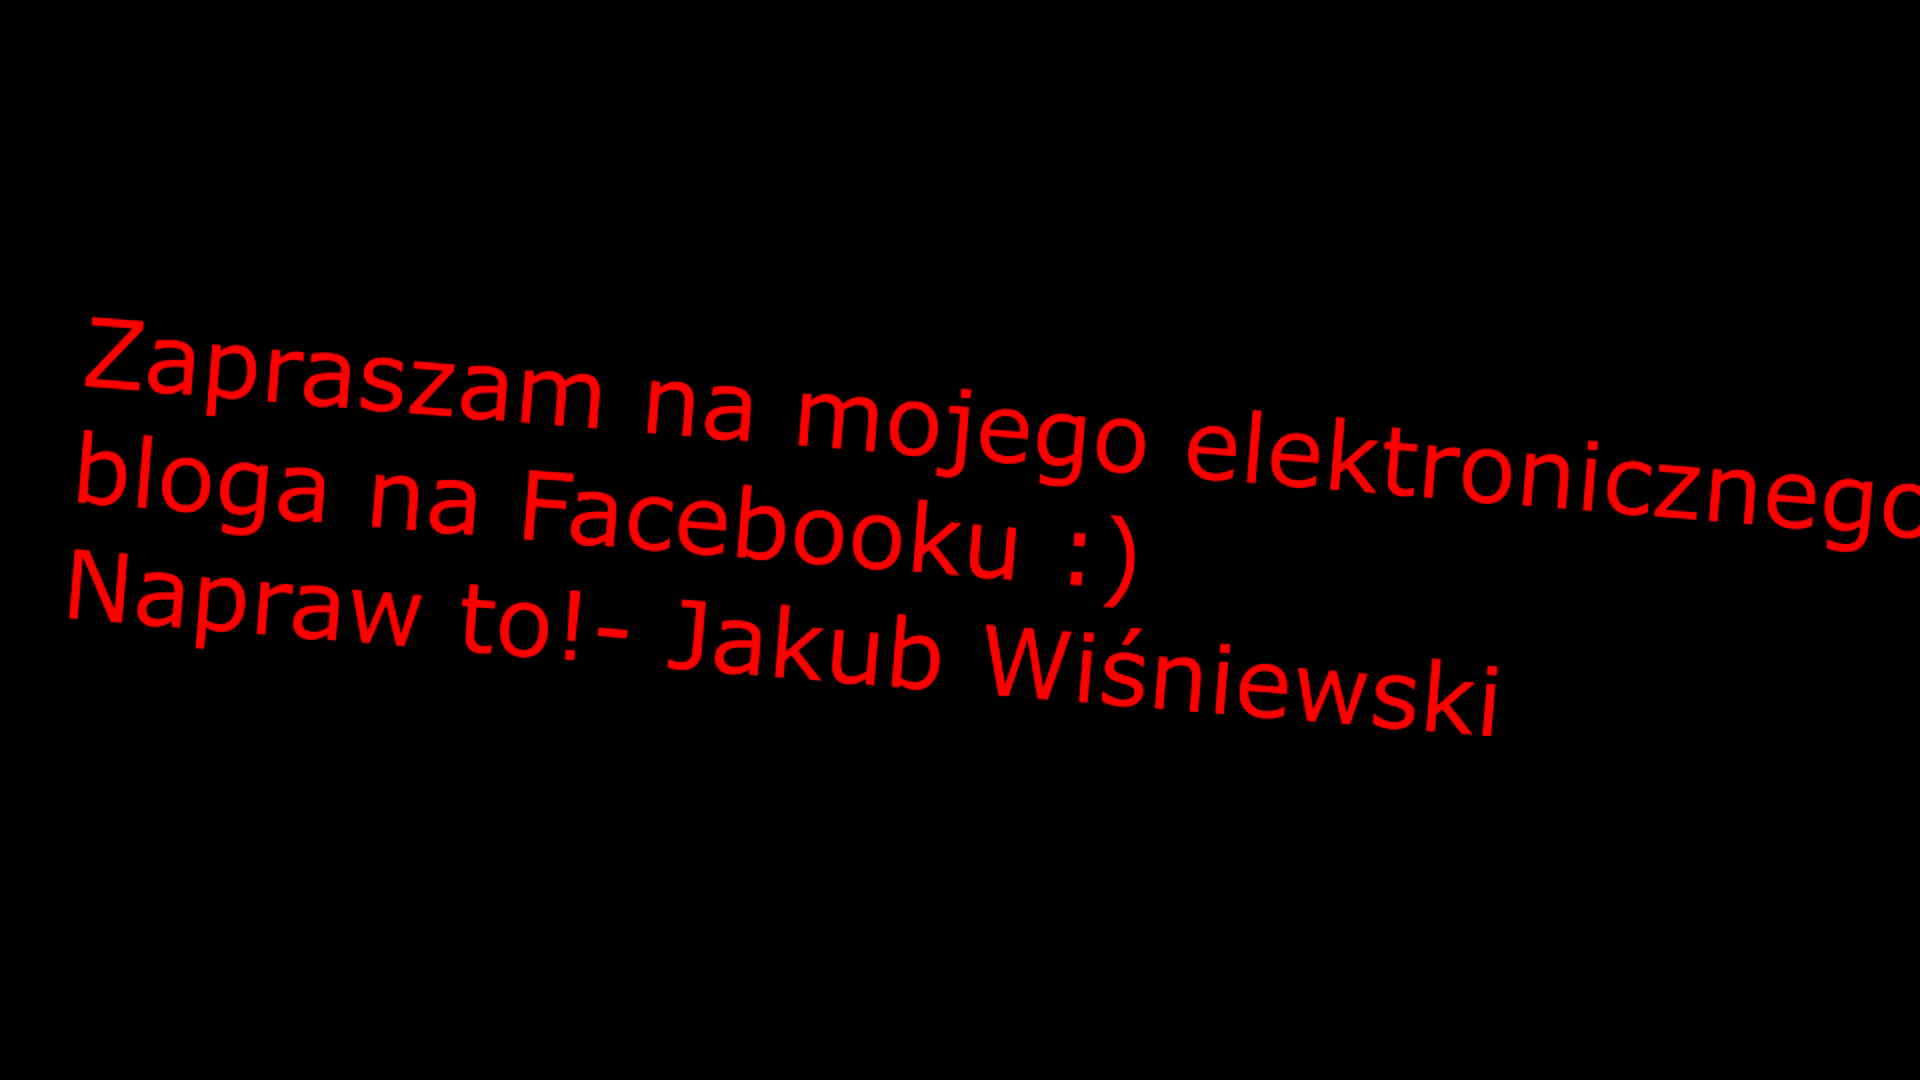 Zapraszam na mojego elektronicznego
bloga na Facebooku :)
Napraw to!- Jakub Wiśniewski